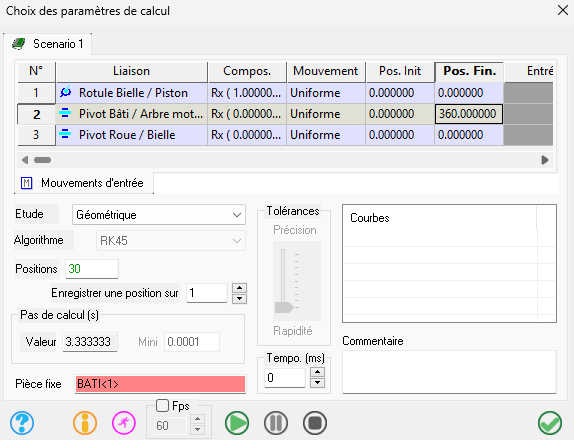 Choix des paramètres de calcul
Scenario 1
N° Liaison Compos. Mouvement Pos. Init Pos. Fin. Entré
1 Rotule Bielle / Piston Rx ( 1.00000... Uniforme 0.000000 0.000000
2 Pivot Bâti / Arbre mot... Rx ( 0.00000... Uniforme 0.000000 360.000000
3 Pivot Roue / Bielle Rx ( 0.00000... Uniforme 0.000000 0.000000
M Mouvements d'entrée
Etude Géométrique
Algorithme RK45
Positions 30
Enregistrer une position sur 1
Pas de calcul (s)
Valeur 3.333333 Mini 0.0001
Pièce fixe BATI<1>
Tolérances
Précision
Rapidité
Tempo. (ms)
0
Courbes
Commentaire
Fps
60